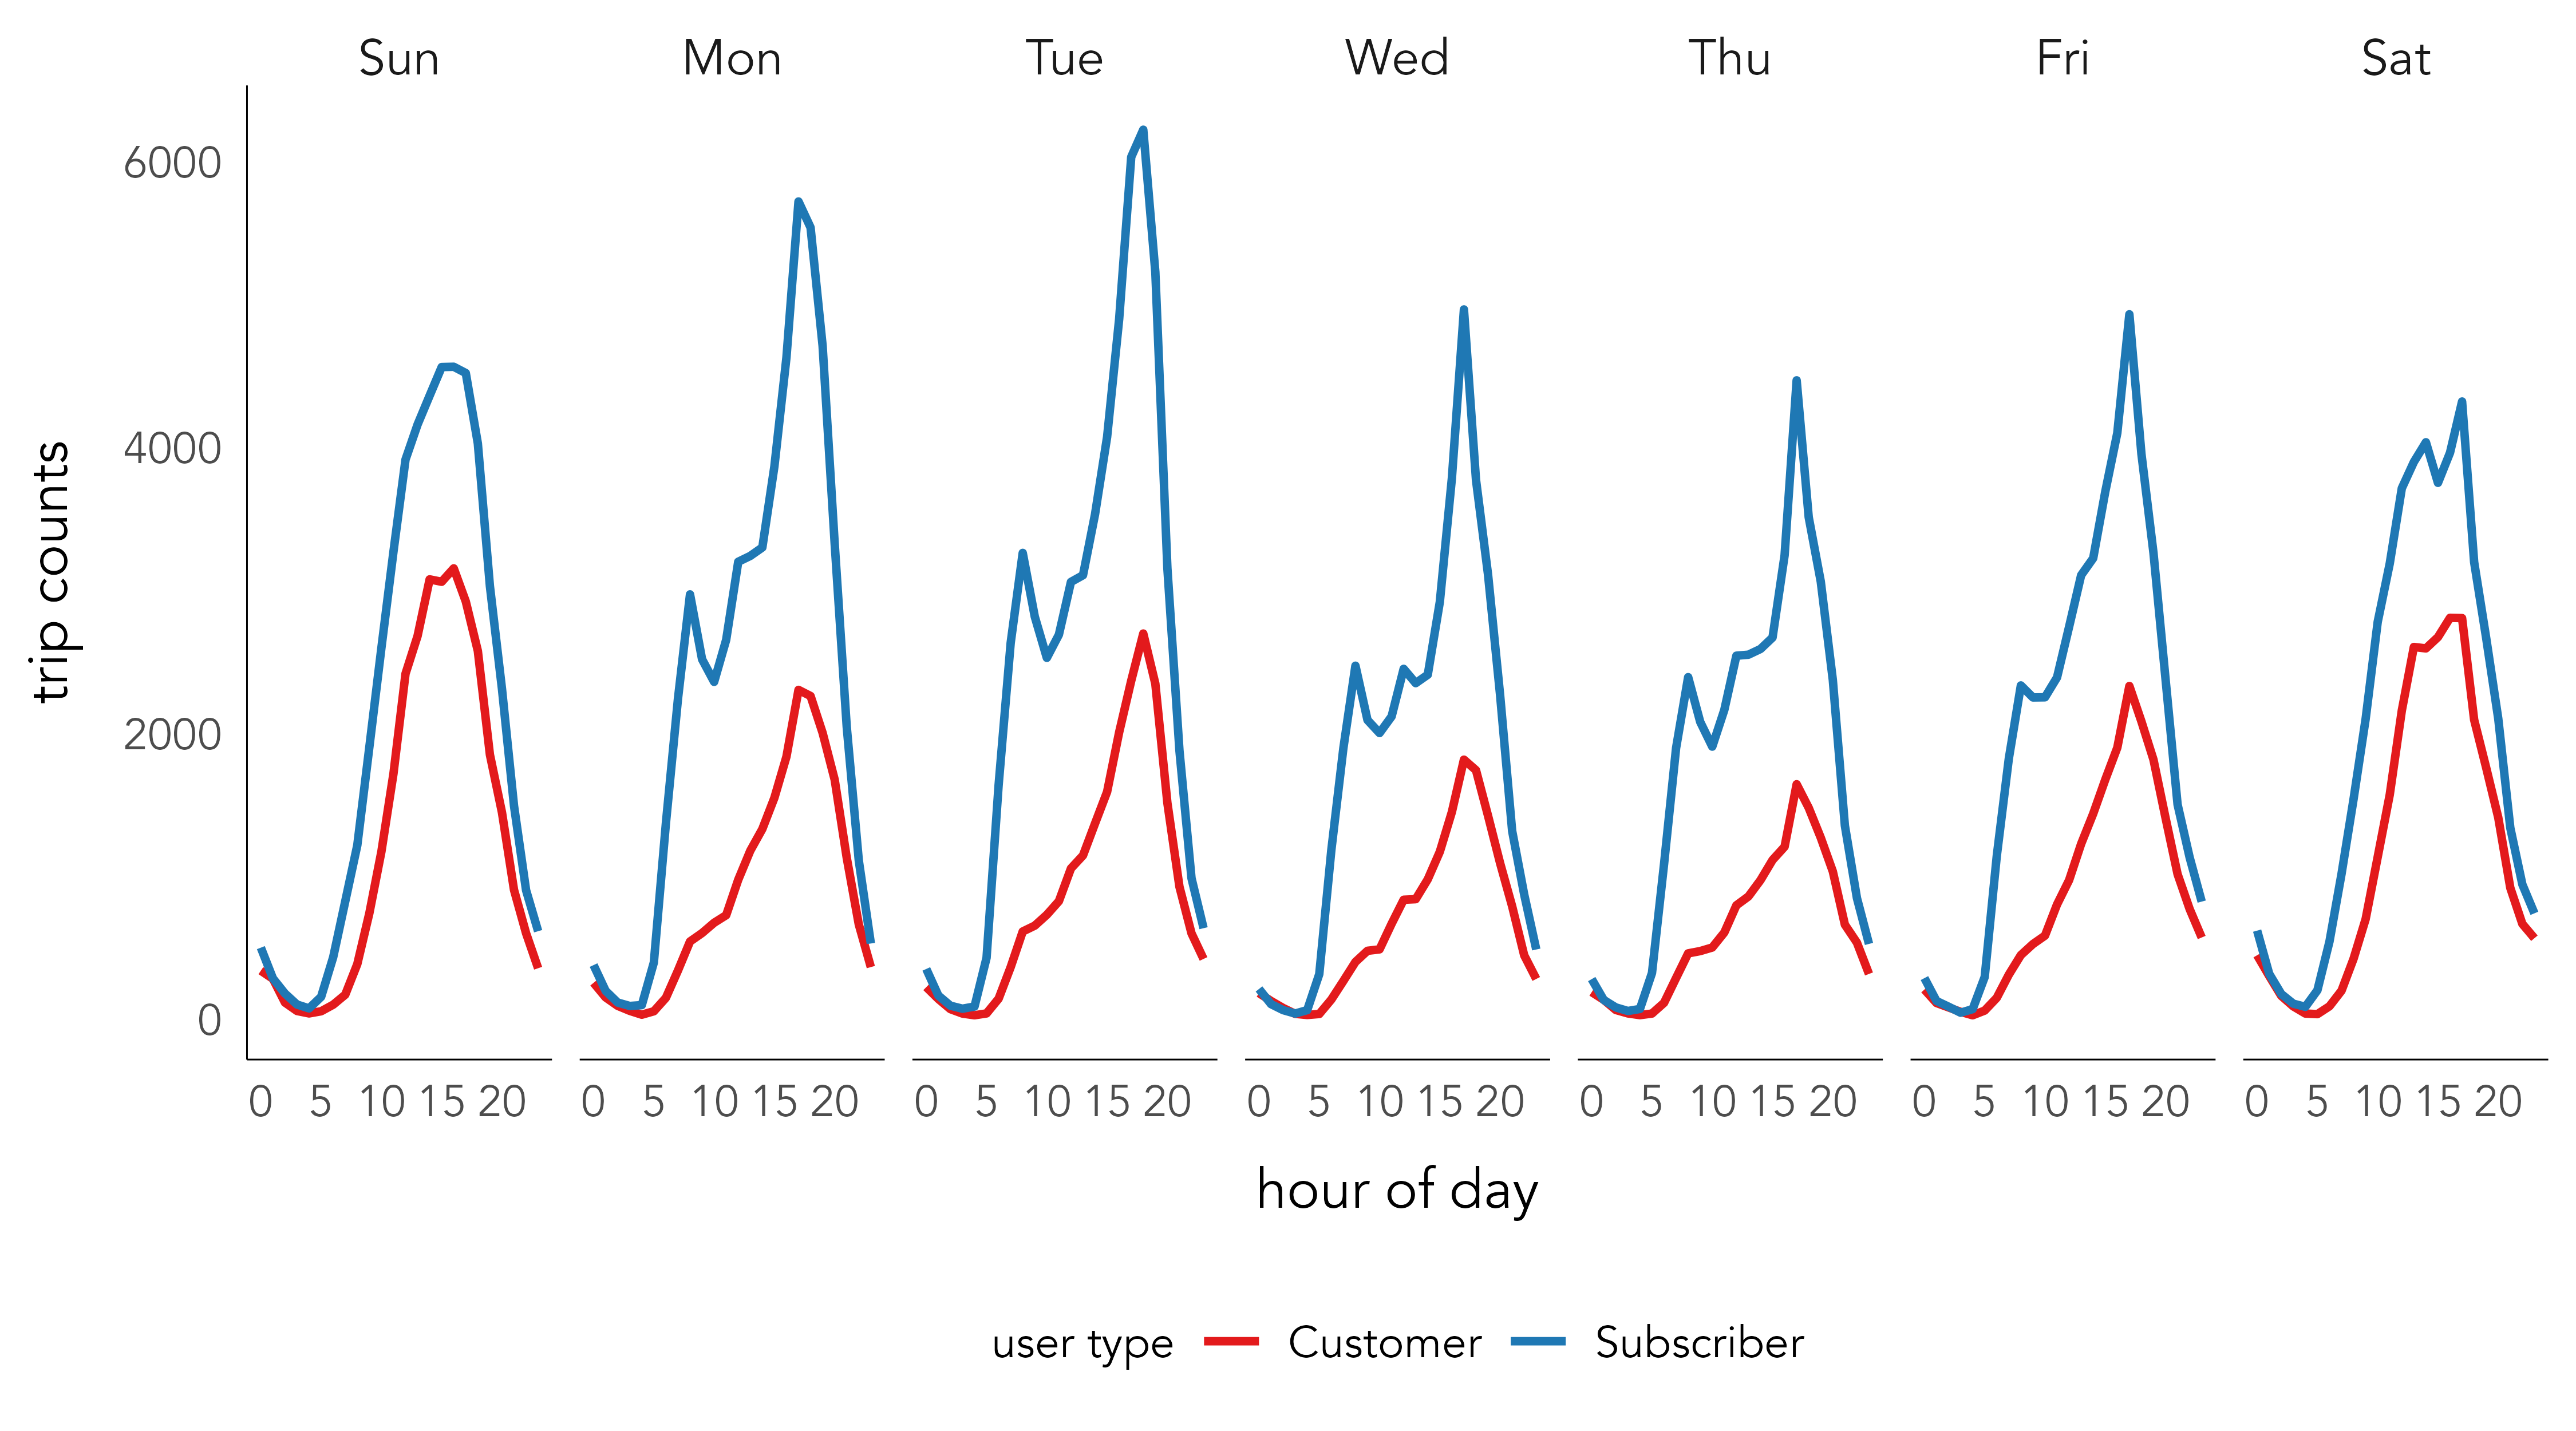 Sun Mon Tue Wed Thu Fri Sat
6000
4000
2000
0
trip counts
0 5 10 15 20 0 5 10 15 20 0 5 10 15 20 0 5 10 15 20 0 5 10 15 20 0 5 10 15 20 0 5 10 15 20
hour of day
user type Customer Subscriber